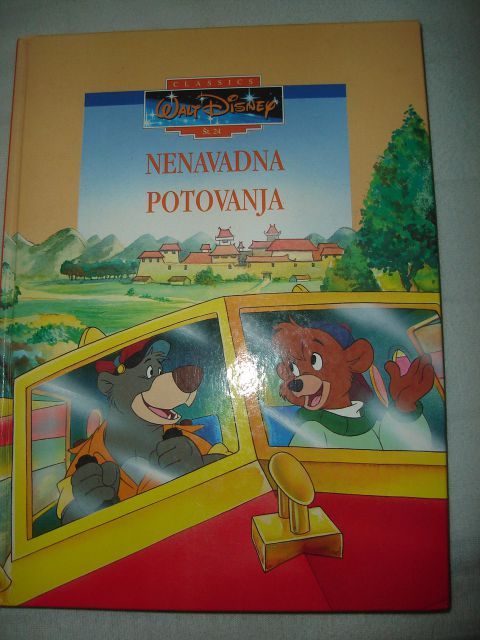 CLASSICS
WALT DISNEY
Št. 24
NENAVADNA
POTOVANJA